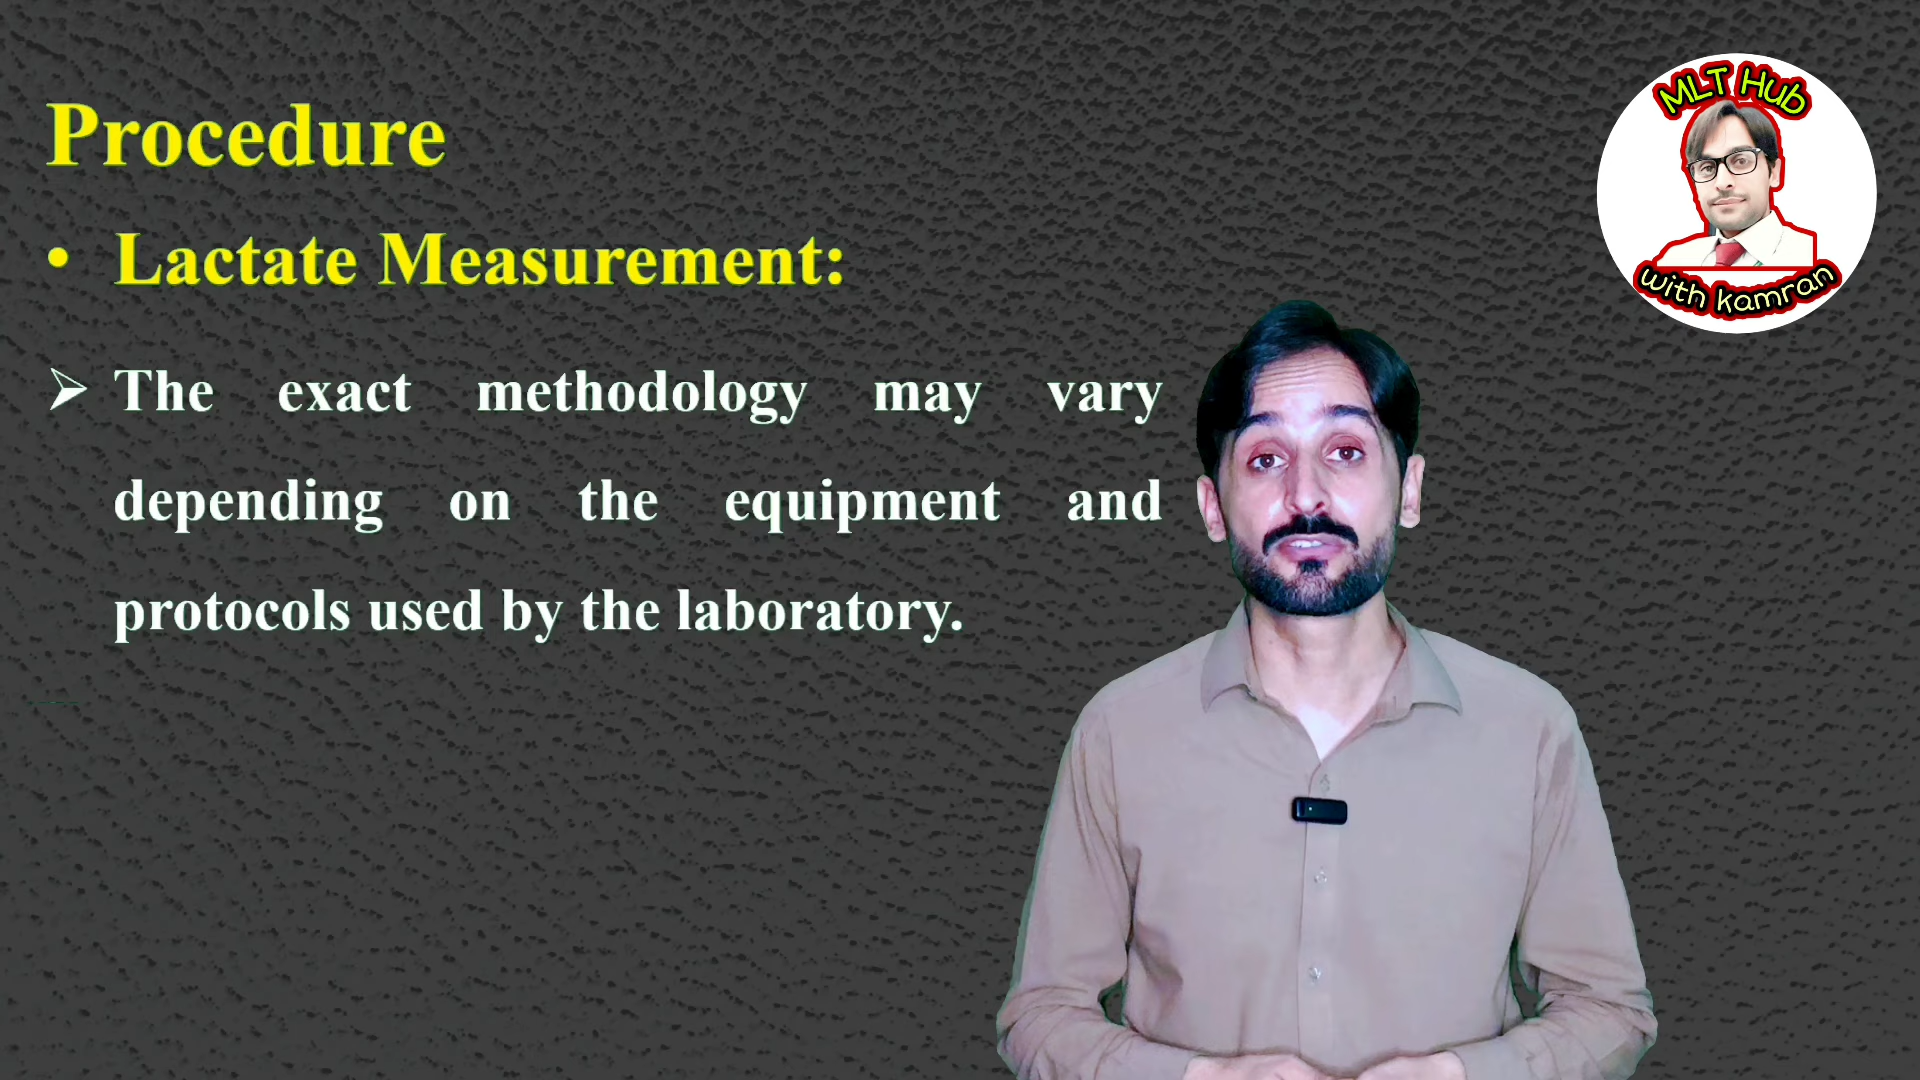 Procedure
• Lactate Measurement:
➢ The exact methodology may vary
depending on the equipment and
protocols used by the laboratory.
MLT Hub
with kamran